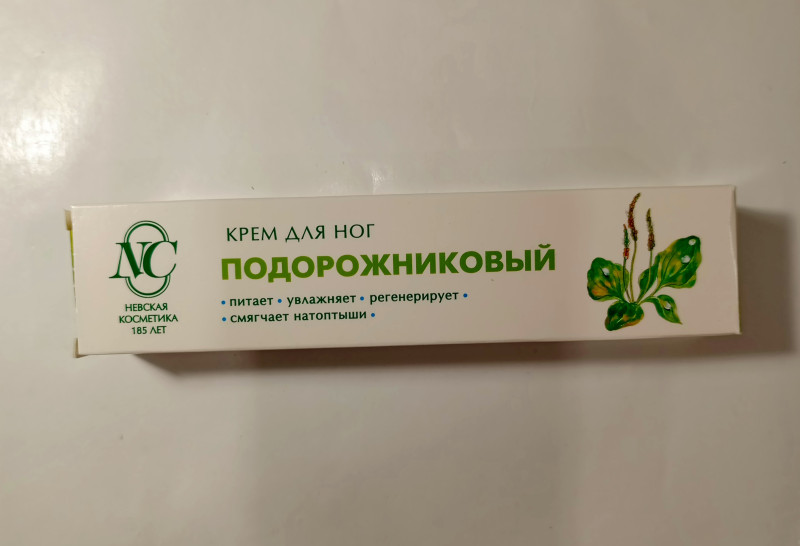 NC
НЕВСКАЯ
КОСМЕТИКА
185 ЛЕТ
КРЕМ ДЛЯ НОГ
ПОДОРОЖНИКОВЫЙ
• питает • увлажняет • регенерирует •
• смягчает натоптыши •